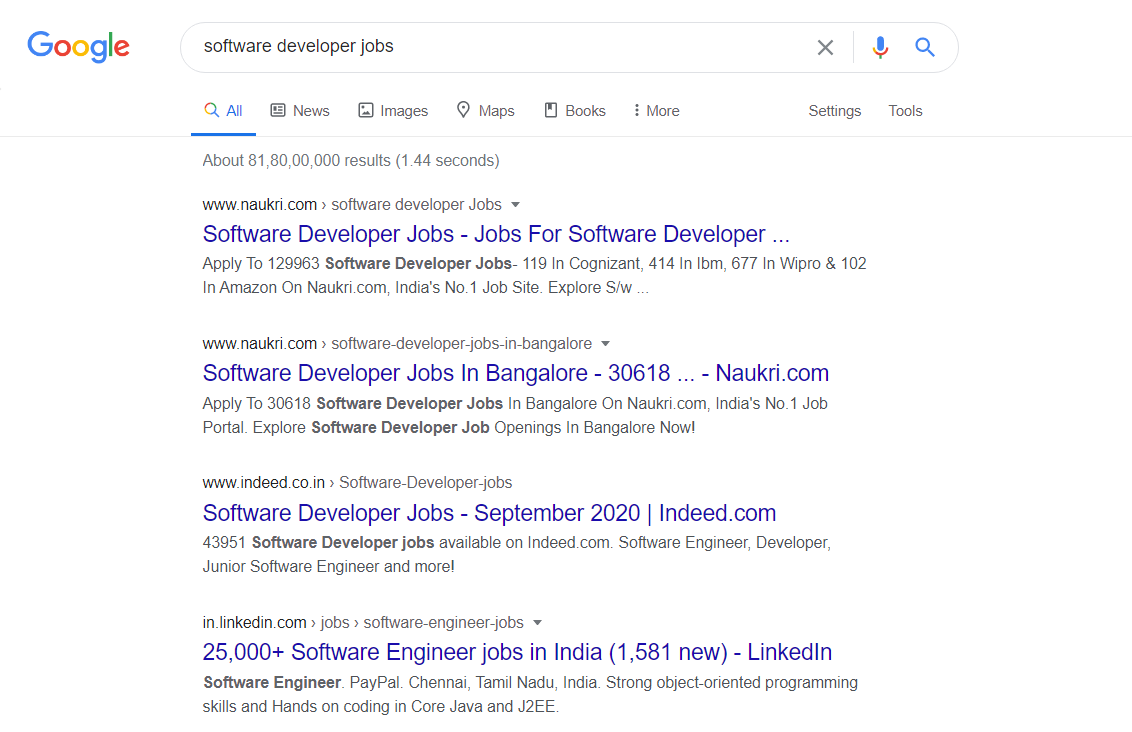 Google
software developer jobs
All News Images Maps Books More Settings Tools
About 81,80,00,000 results (1.44 seconds)
www.naukri.com › software developer Jobs
Software Developer Jobs - Jobs For Software Developer ...
Apply To 129963 Software Developer Jobs- 119 In Cognizant, 414 In Ibm, 677 In Wipro & 102
In Amazon On Naukri.com, India's No.1 Job Site. Explore S/w ...
www.naukri.com › software-developer-jobs-in-bangalore
Software Developer Jobs In Bangalore - 30618 ... - Naukri.com
Apply To 30618 Software Developer Jobs In Bangalore On Naukri.com, India's No.1 Job
Portal. Explore Software Developer Job Openings In Bangalore Now!
www.indeed.co.in › Software-Developer-jobs
Software Developer Jobs - September 2020 | Indeed.com
43951 Software Developer jobs available on Indeed.com. Software Engineer, Developer,
Junior Software Engineer and more!
in.linkedin.com › jobs › software-engineer-jobs
25,000+ Software Engineer jobs in India (1,581 new) - LinkedIn
Software Engineer. PayPal. Chennai, Tamil Nadu, India. Strong object-oriented programming
skills and Hands on coding in Core Java and J2EE.